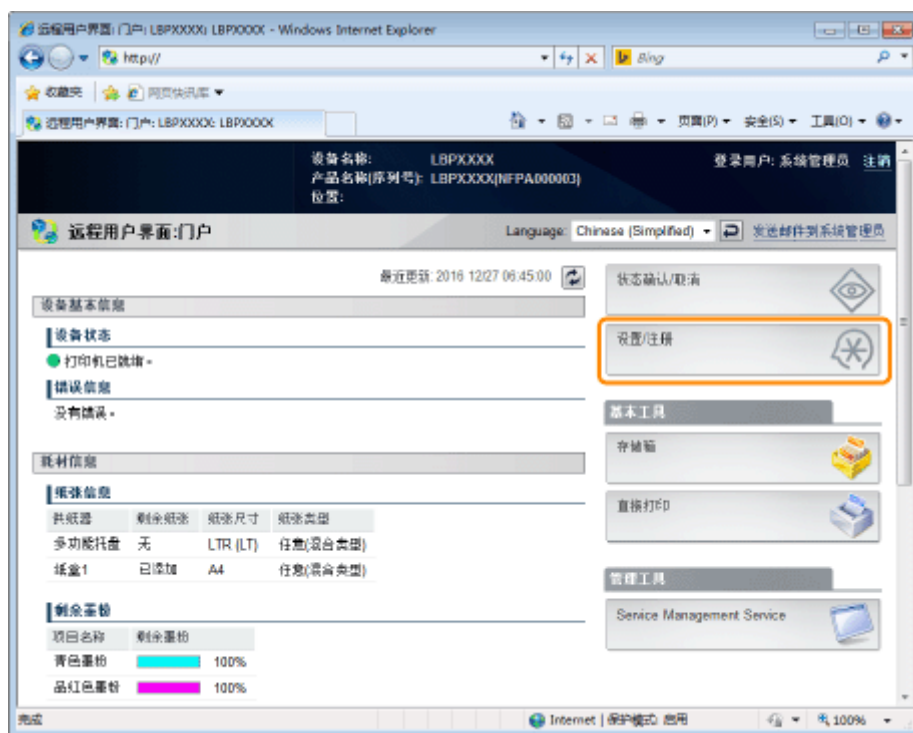 远程用户界面: 门户: LBPXXXX: LBPXXXX - Windows Internet Explorer
http://
Bing
收藏夹
网页快讯库
远程用户界面: 门户: LBPXXXX: LBPXXXX
页面(P)
安全(S)
工具(O)
设备名称: LBPXXXX
产品名称(序列号): LBPXXXX(NFPA000003)
位置:
登录用户: 系统管理员 注销
远程用户界面:门户
Language: Chinese (Simplified) 发送邮件到系统管理员
最近更新: 2016 12/27 06:45:00
设备基本信息
设备状态
打印机已就绪。
错误信息
没有错误。
耗材信息
纸张信息
供纸器 剩余纸张 纸张尺寸 纸张类型
多功能托盘 无 LTR (LT) 任意(混合类型)
纸盒1 已添加 A4 任意(混合类型)
剩余墨粉
项目名称 剩余墨粉
青色墨粉 100%
品红色墨粉 100%
状态确认/取消
设置/注册
基本工具
存储箱
直接打印
管理工具
Service Management Service
完成
Internet | 保护模式: 启用
100%